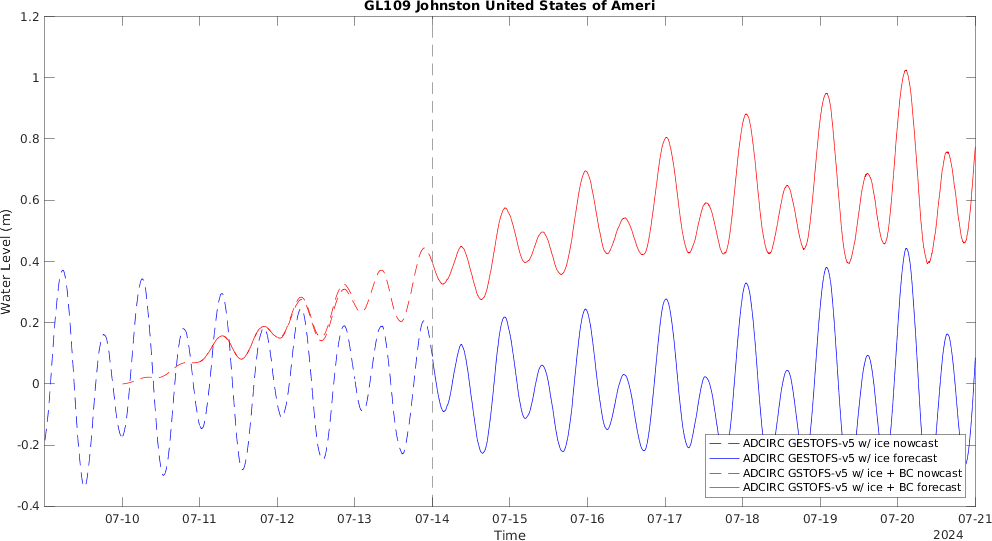 GL109 Johnston United States of Ameri
1.2
1
0.8
0.6
0.4
0.2
0
-0.2
-0.4
Water Level (m)
ADCIRC GESTOFS-v5 w/ ice nowcast
ADCIRC GESTOFS-v5 w/ ice forecast
ADCIRC GSTOFS-v5 w/ ice + BC nowcast
ADCIRC GSTOFS-v5 w/ ice + BC forecast
07-10 07-11 07-12 07-13 07-14 07-15 07-16 07-17 07-18 07-19 07-20 07-21
Time
2024